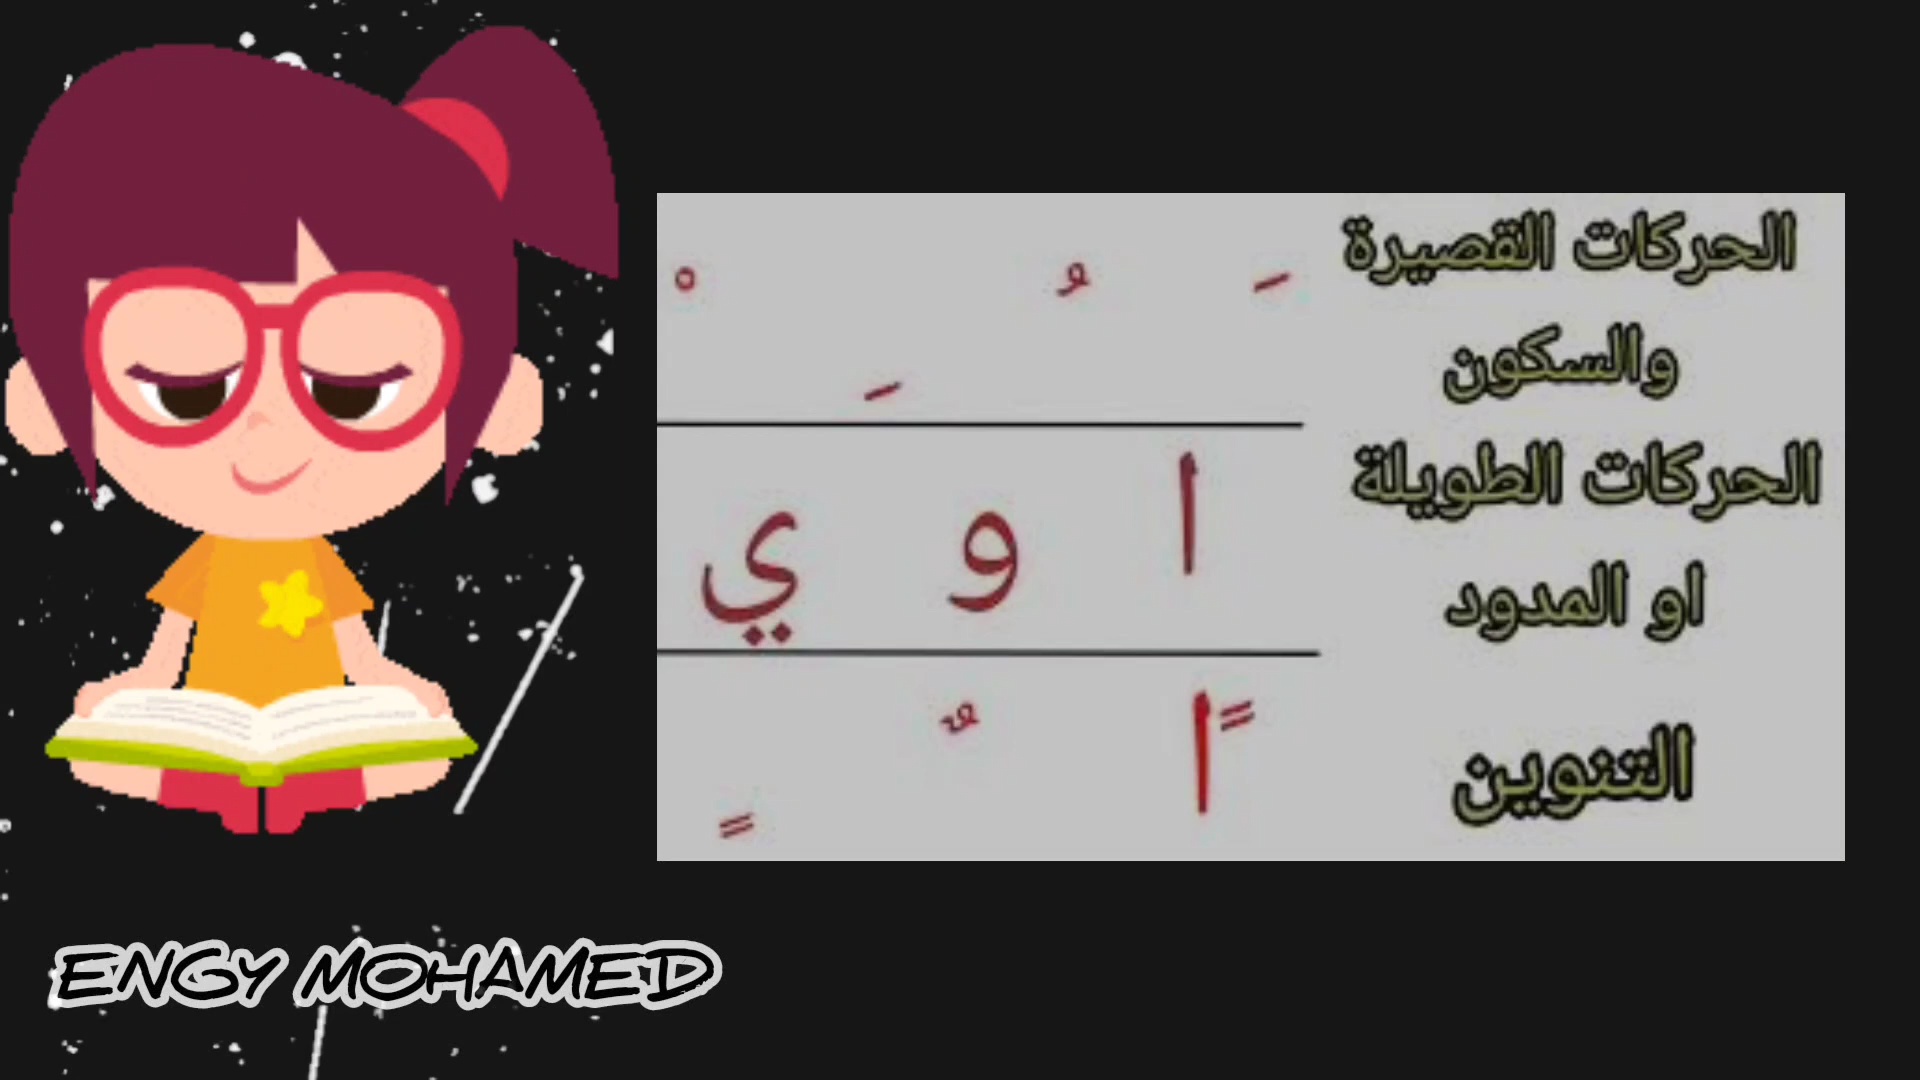 الحركات القصيرة
والسكون
َ ُ ِ ْ
الحركات الطويلة
او المدود
ا و ي
التنوين
اً ٌ ٍ
ENGY MOHAMED